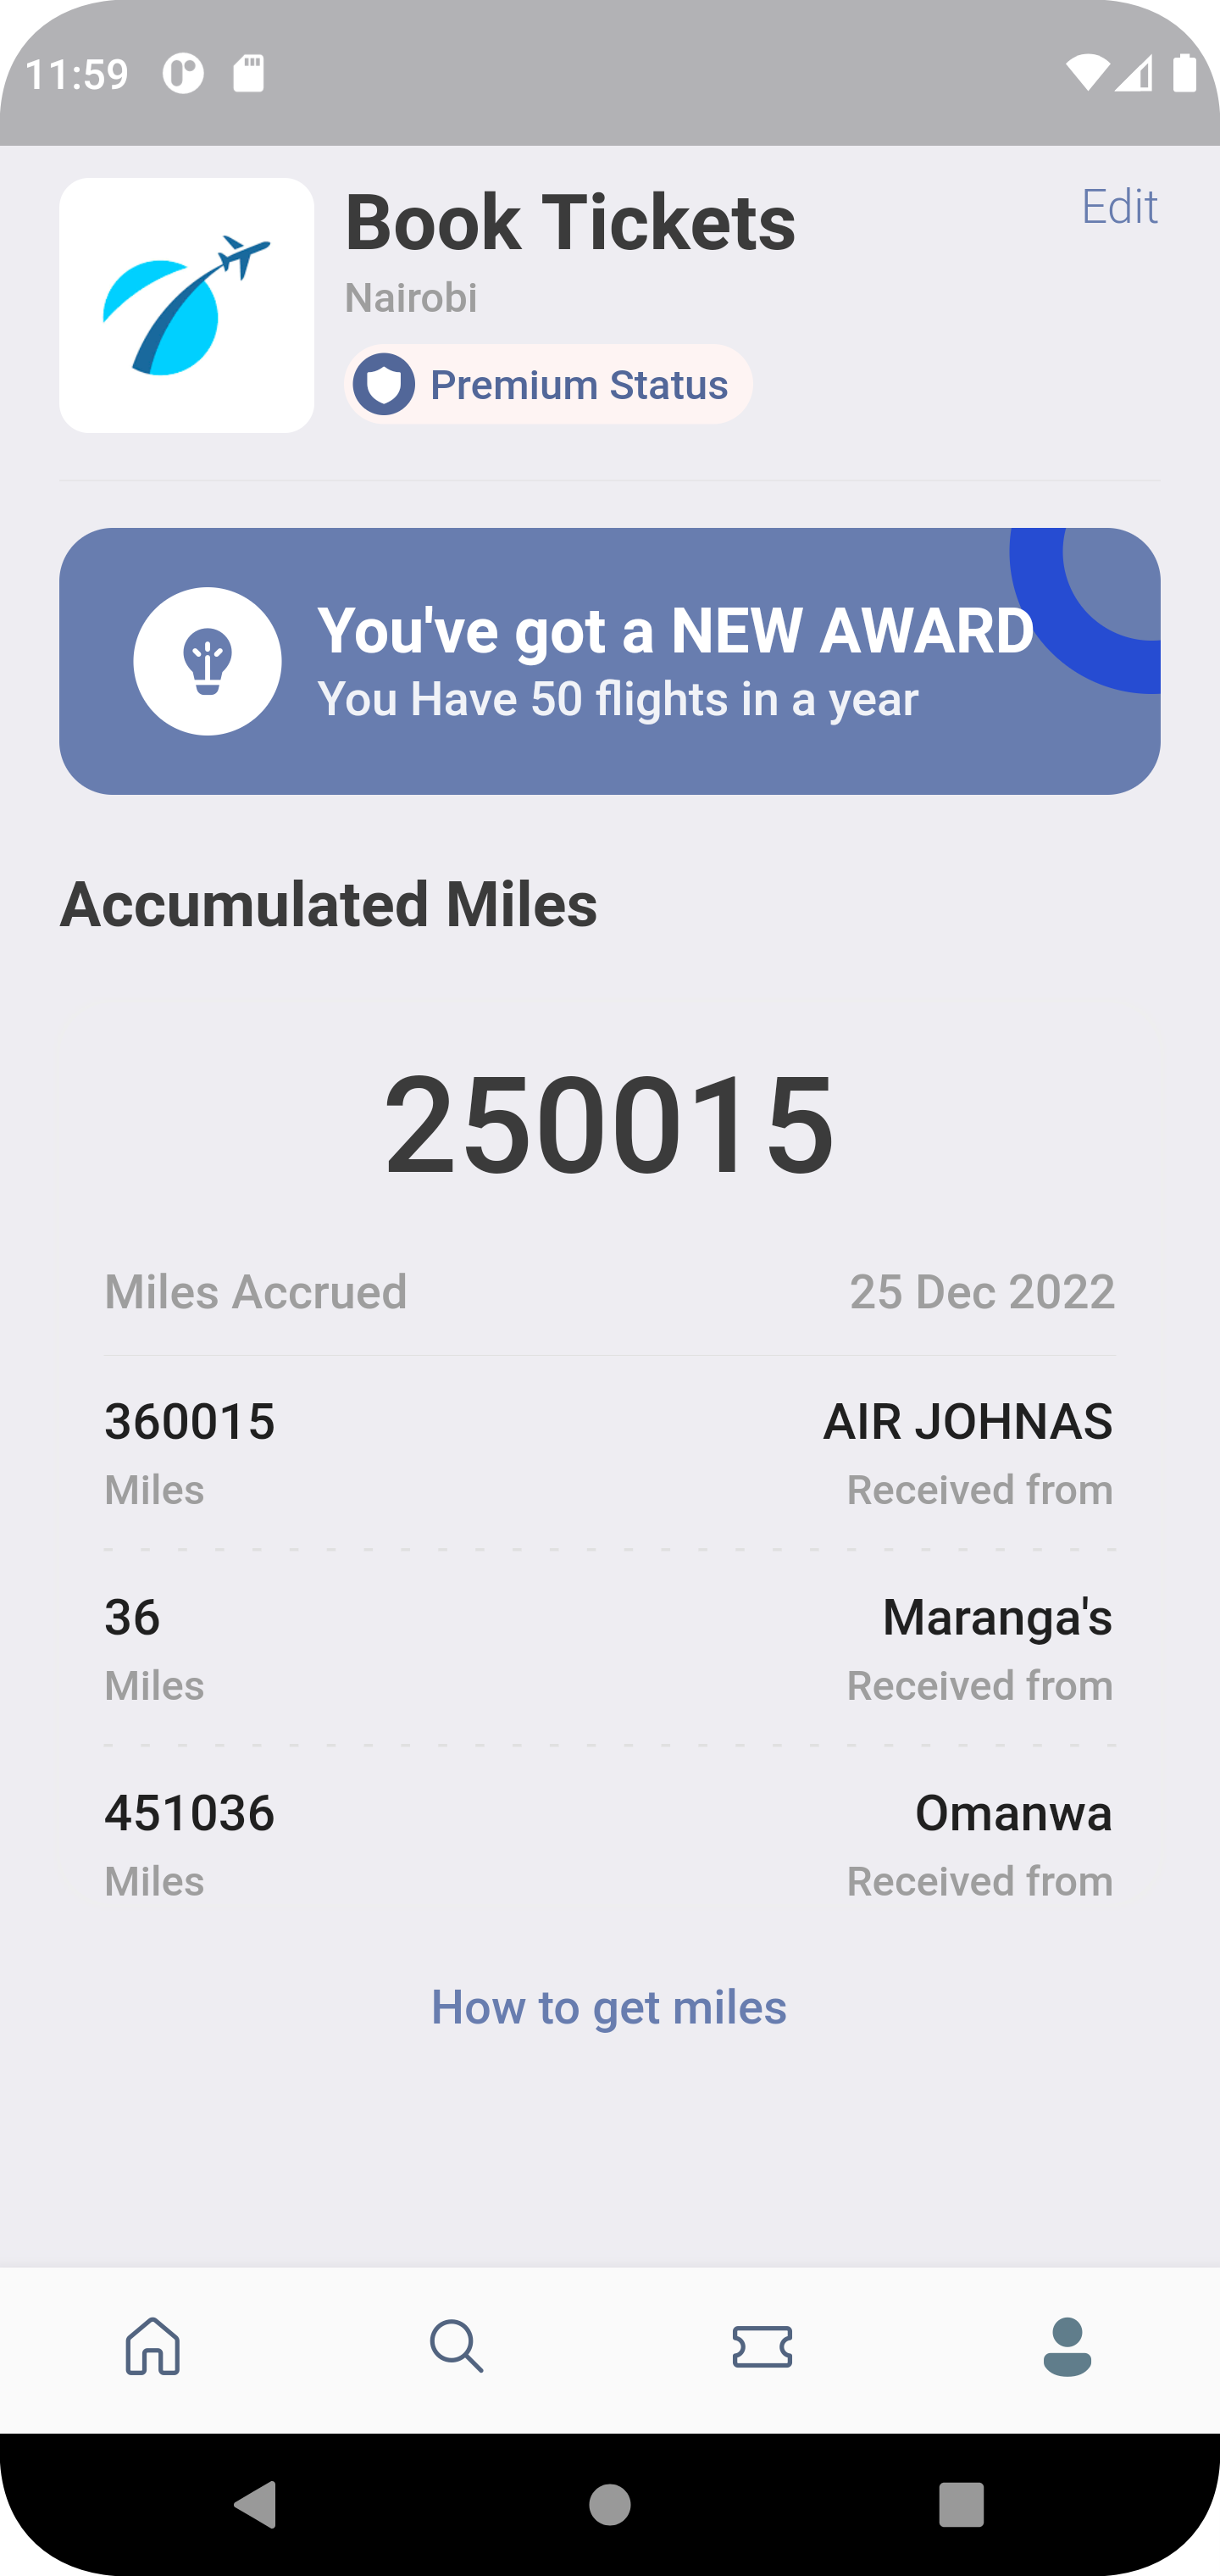 11:59
Book Tickets
Edit
Nairobi
Premium Status
You've got a NEW AWARD
You Have 50 flights in a year
Accumulated Miles
250015
Miles Accrued 25 Dec 2022
360015 AIR JOHNAS
Miles Received from
36 Maranga's
Miles Received from
451036 Omanwa
Miles Received from
How to get miles